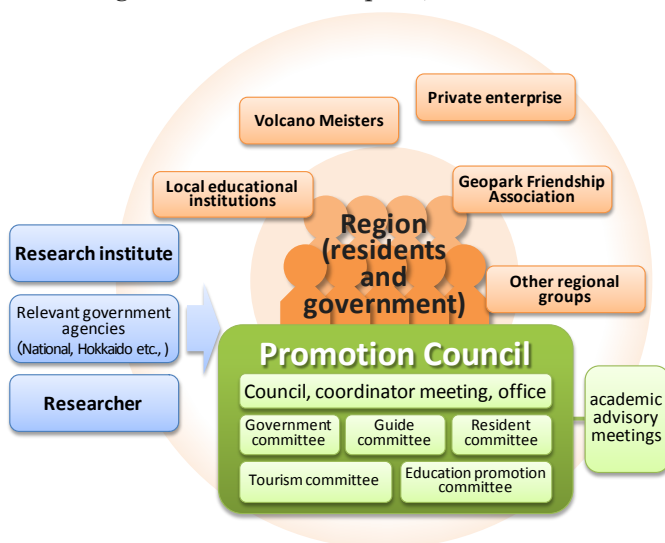 Private enterprise
Volcano Meisters
Local educational
institutions
Geopark Friendship
Association
Region
(residents
and
government)
Other regional
groups
Research institute
Relevant government
agencies
(National, Hokkaido etc., )
Researcher
Promotion Council
Council, coordinator meeting, office
Government
committee
Guide
committee
Resident
committee
Tourism committee
Education promotion
committee
academic
advisory
meetings